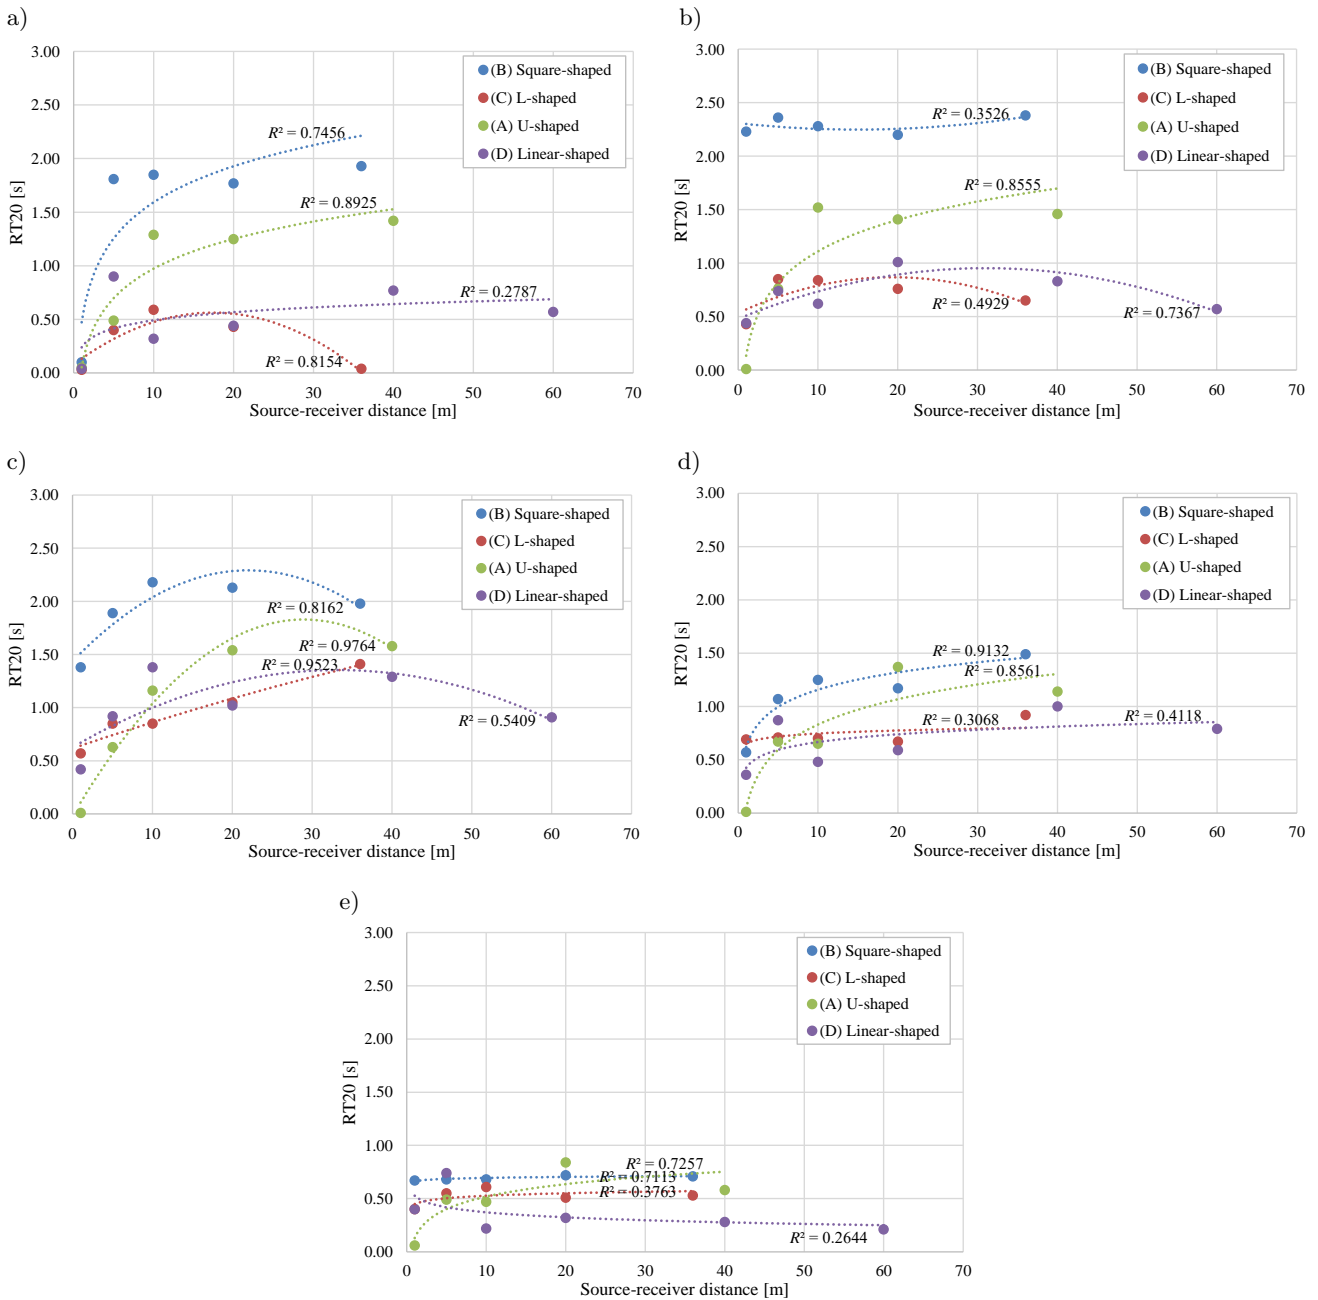 a)
3.00
2.50
2.00
1.50
1.00
0.50
0.00
RT20 [s]
(B) Square-shaped
(C) L-shaped
(A) U-shaped
(D) Linear-shaped
R² = 0.7456
R² = 0.8925
R² = 0.2787
R² = 0.8154
0 10 20 30 40 50 60 70
Source-receiver distance [m]
b)
3.00
2.50
2.00
1.50
1.00
0.50
0.00
RT20 [s]
(B) Square-shaped
(C) L-shaped
(A) U-shaped
(D) Linear-shaped
R² = 0.3526
R² = 0.8555
R² = 0.4929
R² = 0.7367
0 10 20 30 40 50 60 70
Source-receiver distance [m]
c)
3.00
2.50
2.00
1.50
1.00
0.50
0.00
RT20 [s]
(B) Square-shaped
(C) L-shaped
(A) U-shaped
(D) Linear-shaped
R² = 0.8162
R² = 0.9764
R² = 0.9523
R² = 0.5409
0 10 20 30 40 50 60 70
Source-receiver distance [m]
d)
3.00
2.50
2.00
1.50
1.00
0.50
0.00
RT20 [s]
(B) Square-shaped
(C) L-shaped
(A) U-shaped
(D) Linear-shaped
R² = 0.9132
R² = 0.8561
R² = 0.3068
R² = 0.4118
0 10 20 30 40 50 60 70
Source-receiver distance [m]
e)
3.00
2.50
2.00
1.50
1.00
0.50
0.00
RT20 [s]
(B) Square-shaped
(C) L-shaped
(A) U-shaped
(D) Linear-shaped
R² = 0.7257
R² = 0.7113
R² = 0.3763
R² = 0.2644
0 10 20 30 40 50 60 70
Source-receiver distance [m]